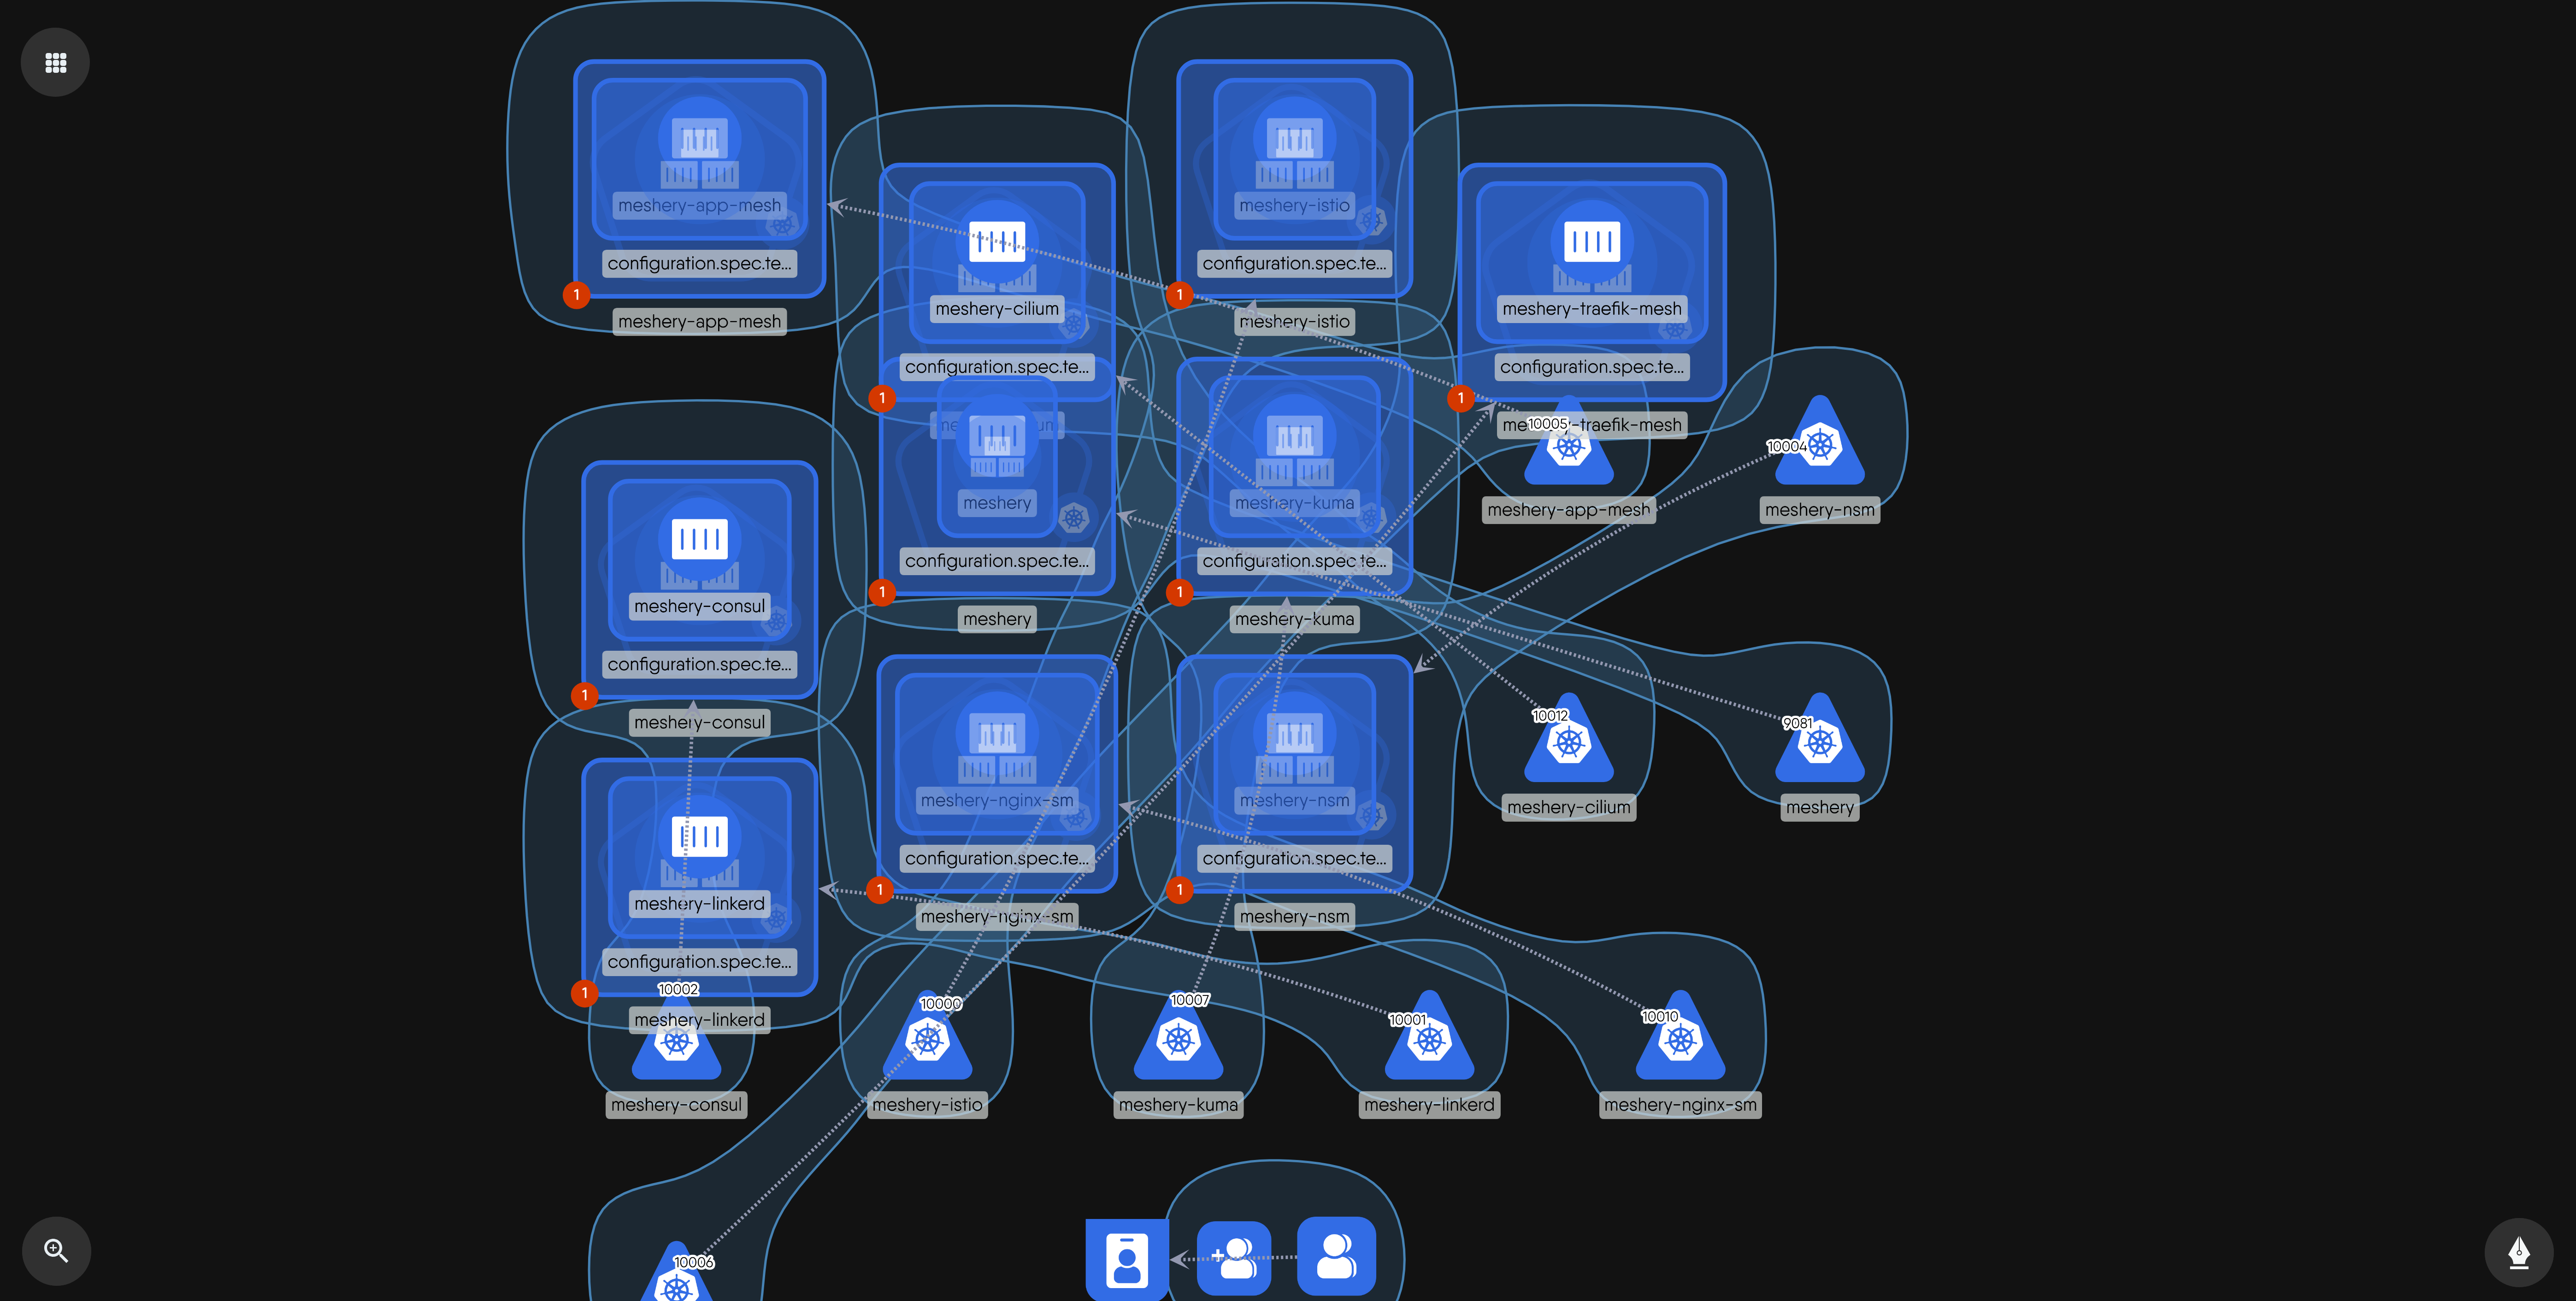 meshery-app-mesh
configuration.spec.te...
1
meshery-app-mesh
meshery-istio
configuration.spec.te...
1
meshery-istio
meshery-cilium
configuration.spec.te...
1
meshery-traefik-mesh
configuration.spec.te...
1
10005
meshery-app-mesh
10004
meshery-nsm
meshery
configuration.spec.te...
1
meshery
meshery-kuma
configuration.spec.te...
1
meshery-kuma
meshery-consul
configuration.spec.te...
1
meshery-consul
meshery-nginx-sm
configuration.spec.te...
1
meshery-nginx-sm
meshery-nsm
configuration.spec.te...
1
meshery-nsm
10012
meshery-cilium
9081
meshery
meshery-linkerd
configuration.spec.te...
1
meshery-linkerd
10002
meshery-consul
10000
meshery-istio
10007
meshery-kuma
10001
meshery-linkerd
10010
meshery-nginx-sm
10006